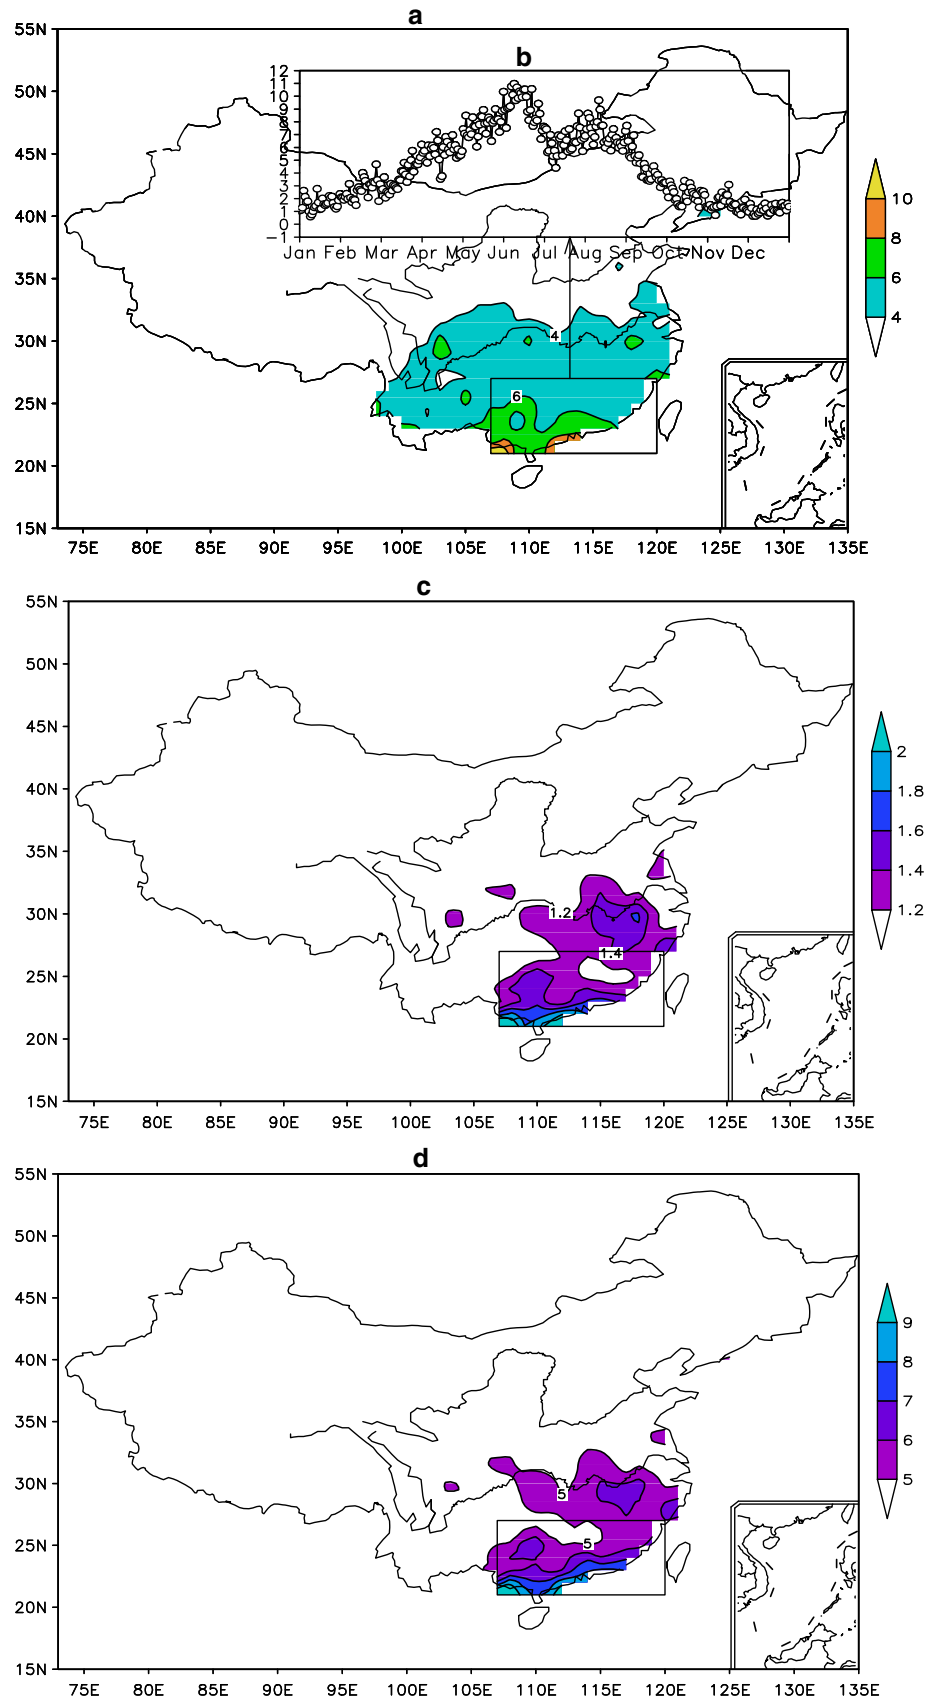 a
55N
50N
45N
40N
35N
30N
25N
20N
15N
75E 80E 85E 90E 95E 100E 105E 110E 115E 120E 125E 130E 135E
b
12
11
10
9
8
7
6
5
4
3
2
1
0
-1
Jan Feb Mar Apr May Jun Jul Aug Sep Oct Nov Dec
4
6
10
8
6
4
c
55N
50N
45N
40N
35N
30N
25N
20N
15N
75E 80E 85E 90E 95E 100E 105E 110E 115E 120E 125E 130E 135E
1.2
1.4
2
1.8
1.6
1.4
1.2
d
55N
50N
45N
40N
35N
30N
25N
20N
15N
75E 80E 85E 90E 95E 100E 105E 110E 115E 120E 125E 130E 135E
5
5
9
8
7
6
5